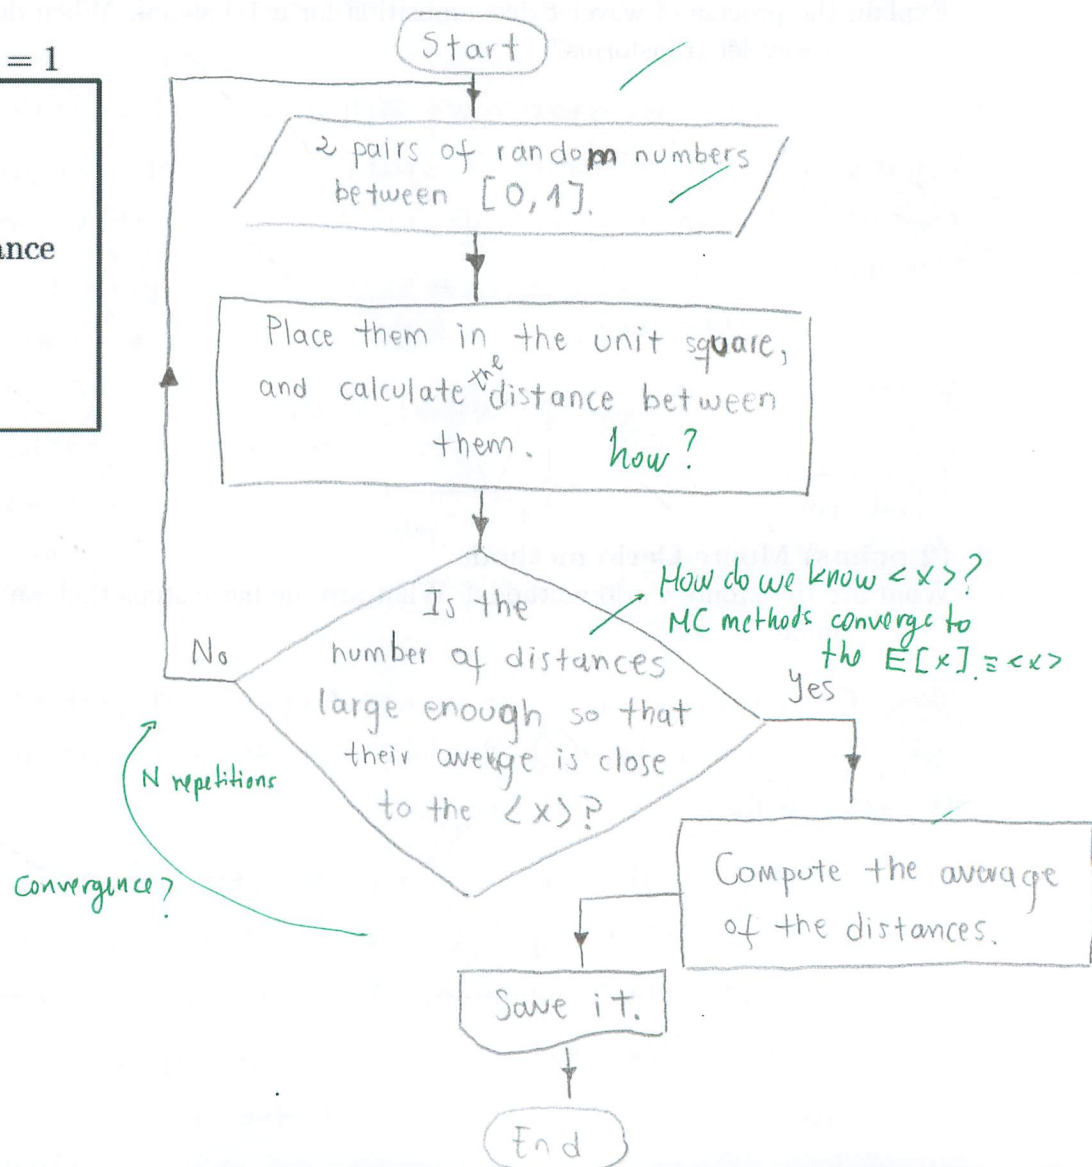 = 1
ance
Start
2 pairs of random numbers
between [0,1].
Place them in the unit square,
and calculate the distance between
them.
how?
How do we know <x>?
MC methods converge to
the E[x] ≡ <x>
Is the
number of distances
large enough so that
their averge is close
to the <x>?
No
Yes
N repetitions
Convergence?
Compute the average
of the distances.
Save it.
End